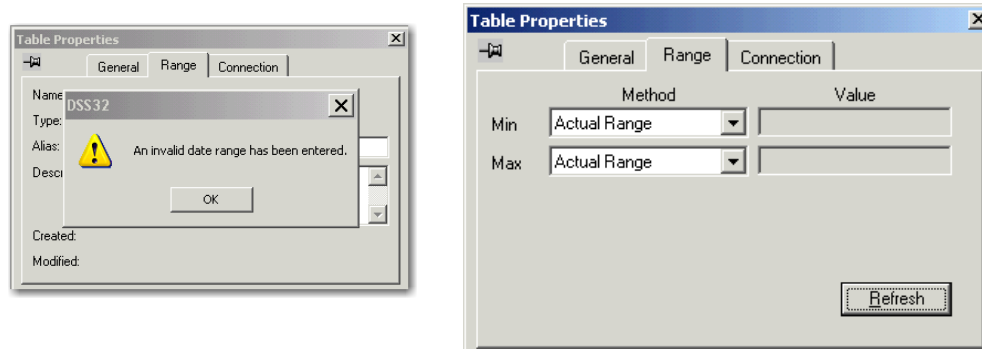 Table Properties
General Range Connection
Name
Type:
Alias:
Descr
DSS32
An invalid date range has been entered.
OK
Created:
Modified:
Table Properties
General Range Connection
Method Value
Min Actual Range
Max Actual Range
Refresh